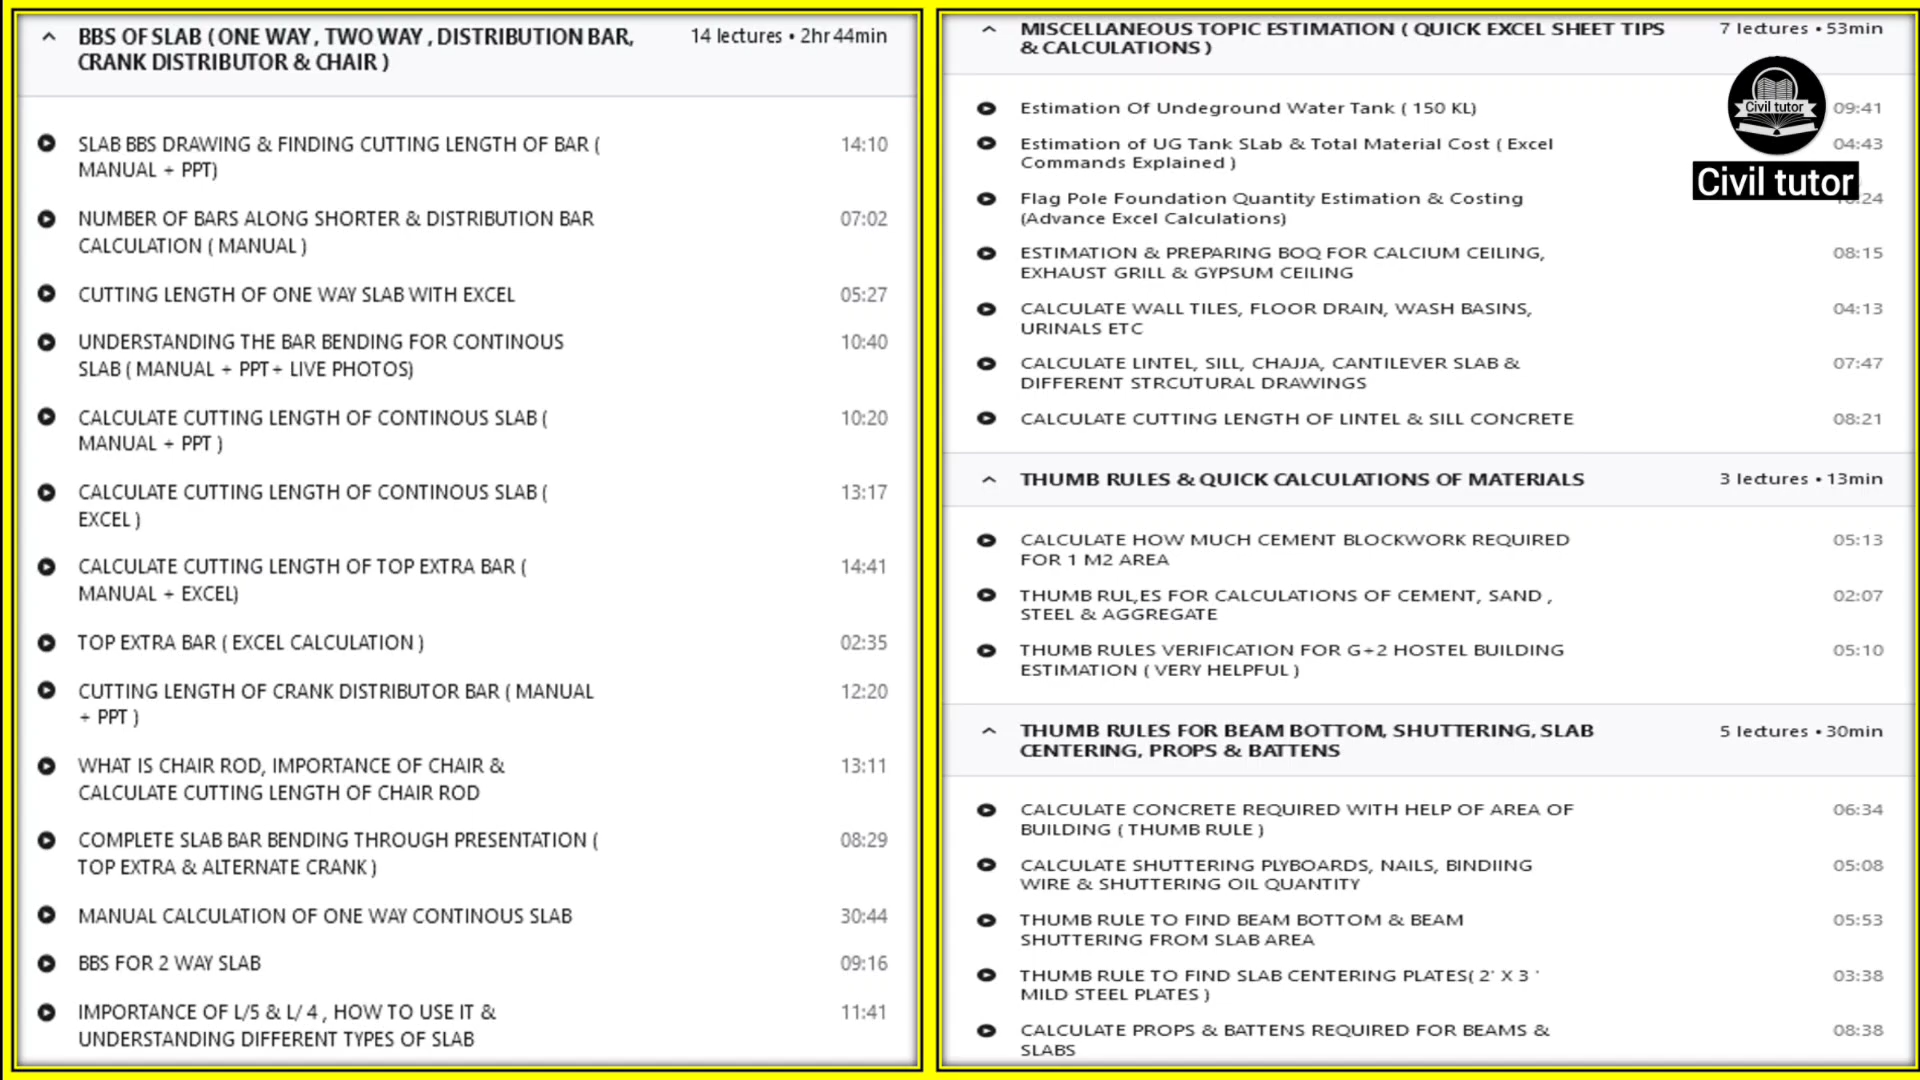 BBS OF SLAB ( ONE WAY , TWO WAY , DISTRIBUTION BAR,
CRANK DISTRIBUTOR & CHAIR )
14 lectures • 2hr 44min
SLAB BBS DRAWING & FINDING CUTTING LENGTH OF BAR (
MANUAL + PPT)
14:10
NUMBER OF BARS ALONG SHORTER & DISTRIBUTION BAR
CALCULATION ( MANUAL )
07:02
CUTTING LENGTH OF ONE WAY SLAB WITH EXCEL
05:27
UNDERSTANDING THE BAR BENDING FOR CONTINOUS
SLAB ( MANUAL + PPT+ LIVE PHOTOS)
10:40
CALCULATE CUTTING LENGTH OF CONTINOUS SLAB (
MANUAL + PPT )
10:20
CALCULATE CUTTING LENGTH OF CONTINOUS SLAB (
EXCEL )
13:17
CALCULATE CUTTING LENGTH OF TOP EXTRA BAR (
MANUAL + EXCEL)
14:41
TOP EXTRA BAR ( EXCEL CALCULATION )
02:35
CUTTING LENGTH OF CRANK DISTRIBUTOR BAR ( MANUAL
+ PPT )
12:20
WHAT IS CHAIR ROD, IMPORTANCE OF CHAIR &
CALCULATE CUTTING LENGTH OF CHAIR ROD
13:11
COMPLETE SLAB BAR BENDING THROUGH PRESENTATION (
TOP EXTRA & ALTERNATE CRANK )
08:29
MANUAL CALCULATION OF ONE WAY CONTINOUS SLAB
30:44
BBS FOR 2 WAY SLAB
09:16
IMPORTANCE OF L/5 & L/ 4 , HOW TO USE IT &
UNDERSTANDING DIFFERENT TYPES OF SLAB
11:41
MISCELLANEOUS TOPIC ESTIMATION ( QUICK EXCEL SHEET TIPS
& CALCULATIONS )
7 lectures • 53min
Civil tutor
Civil tutor
Estimation Of Undeground Water Tank ( 150 KL)
09:41
Estimation of UG Tank SLab & Total Material Cost ( Excel
Commands Explained )
04:43
Flag Pole Foundation Quantity Estimation & Costing
(Advance Excel Calculations)
ESTIMATION & PREPARING BOQ FOR CALCIUM CEILING,
EXHAUST GRILL & GYPSUM CEILING
08:15
CALCULATE WALL TILES, FLOOR DRAIN, WASH BASINS,
URINALS ETC
04:13
CALCULATE LINTEL, SILL, CHAJJA, CANTILEVER SLAB &
DIFFERENT STRCUTURAL DRAWINGS
07:47
CALCULATE CUTTING LENGTH OF LINTEL & SILL CONCRETE
08:21
THUMB RULES & QUICK CALCULATIONS OF MATERIALS
3 lectures • 13min
CALCULATE HOW MUCH CEMENT BLOCKWORK REQUIRED
FOR 1 M2 AREA
05:13
THUMB RUL,ES FOR CALCULATIONS OF CEMENT, SAND ,
STEEL & AGGREGATE
02:07
THUMB RULES VERIFICATION FOR G+2 HOSTEL BUILDING
ESTIMATION ( VERY HELPFUL )
05:10
THUMB RULES FOR BEAM BOTTOM, SHUTTERING, SLAB
CENTERING, PROPS & BATTENS
5 lectures • 30min
CALCULATE CONCRETE REQUIRED WITH HELP OF AREA OF
BUILDING ( THUMB RULE )
06:34
CALCULATE SHUTTERING PLYBOARDS, NAILS, BINDIING
WIRE & SHUTTERING OIL QUANTITY
05:08
THUMB RULE TO FIND BEAM BOTTOM & BEAM
SHUTTERING FROM SLAB AREA
05:53
THUMB RULE TO FIND SLAB CENTERING PLATES( 2' X 3 '
MILD STEEL PLATES )
03:38
CALCULATE PROPS & BATTENS REQUIRED FOR BEAMS &
SLABS
08:38